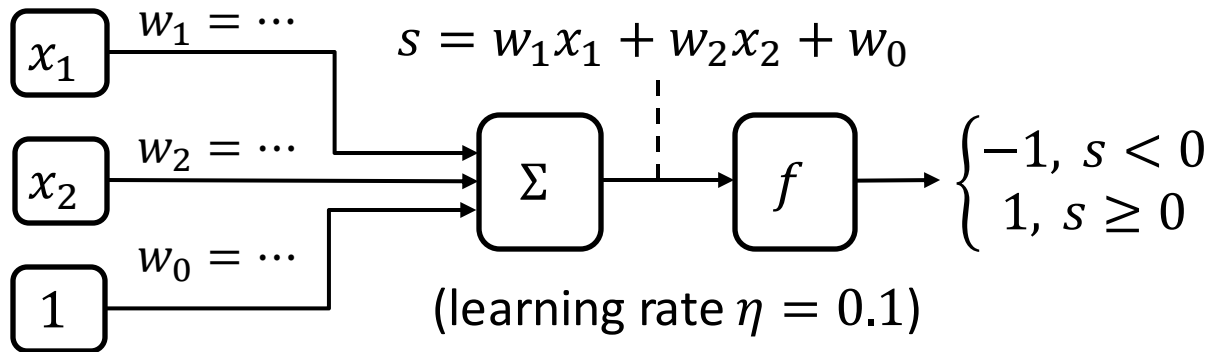 x₁
w₁ = ⋯
s = w₁x₁ + w₂x₂ + w₀
x₂
w₂ = ⋯
Σ
f
−1, s < 0
1, s ≥ 0
1
w₀ = ⋯
(learning rate η = 0.1)